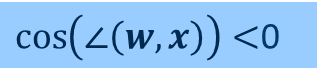 cos(∠(w, x)) <0